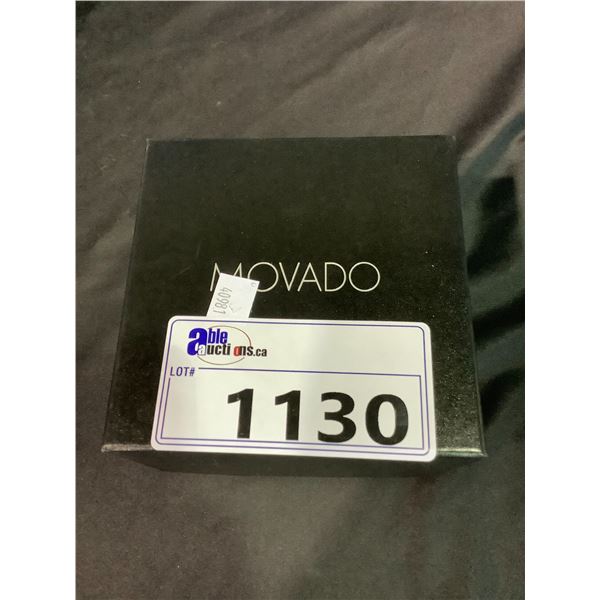 MOVADO
40981
able
auctions.ca
LOT#
1130